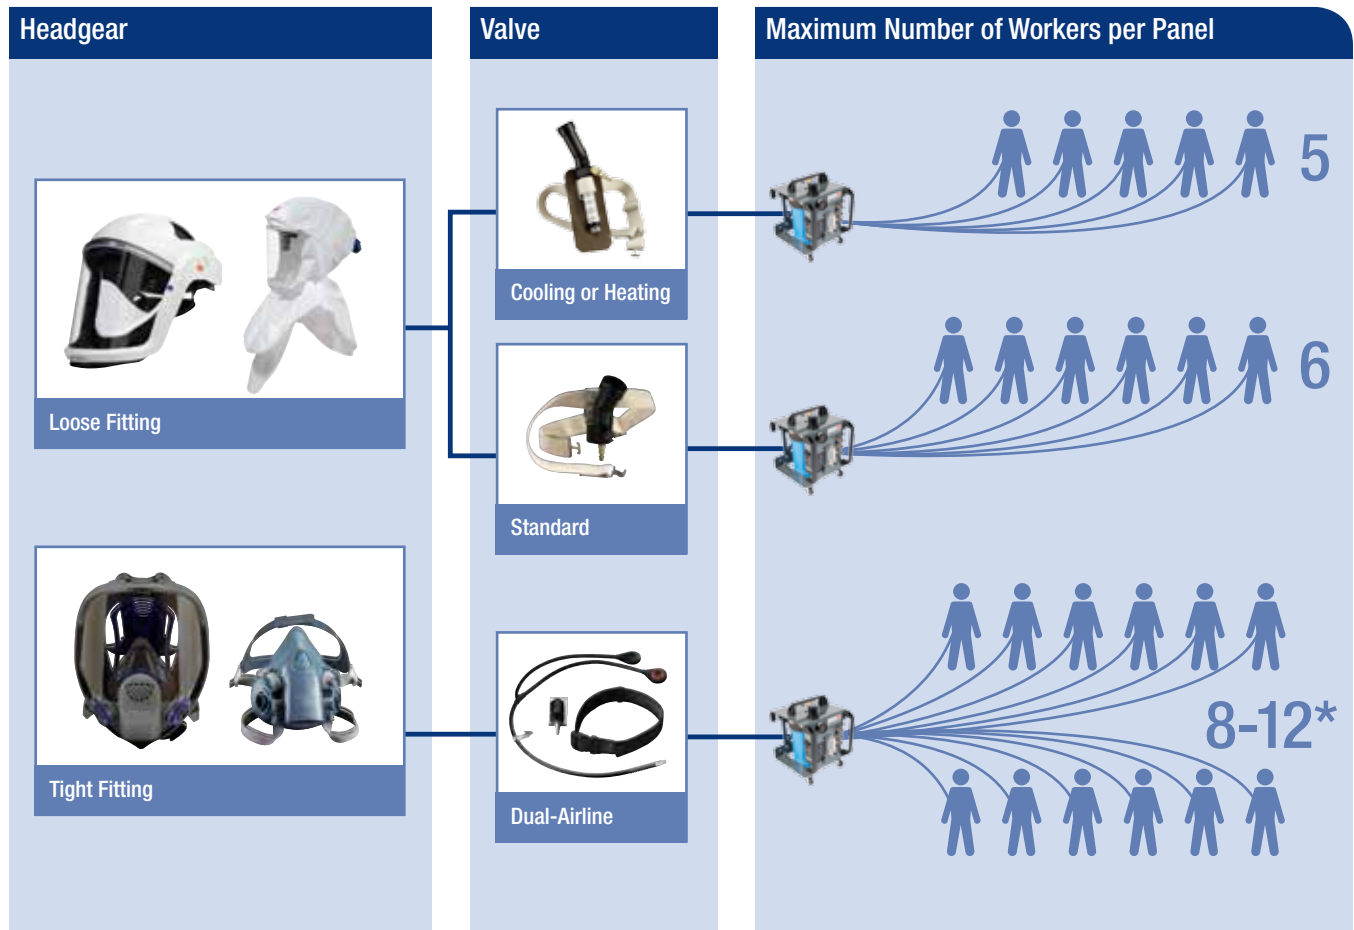 Headgear
Valve
Maximum Number of Workers per Panel
5
Cooling or Heating
6
Loose Fitting
Standard
8-12*
Tight Fitting
Dual-Airline